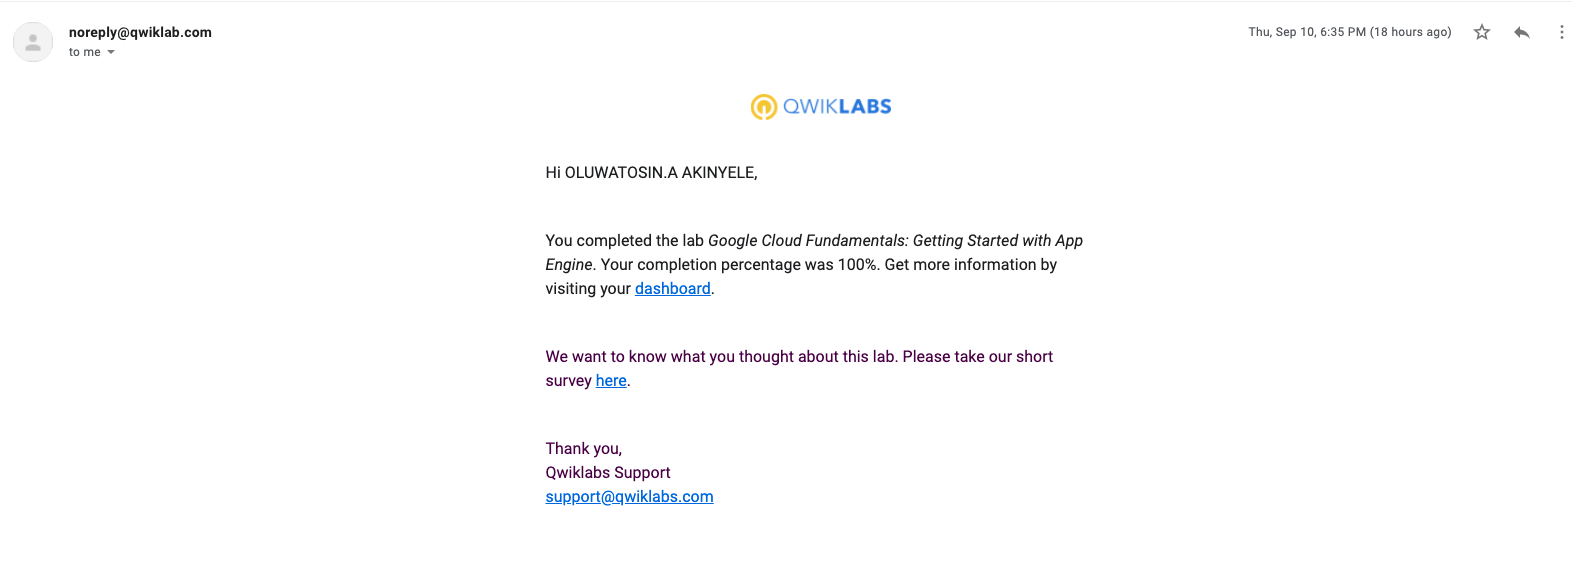 noreply@qwiklab.com
Thu, Sep 10, 6:35 PM (18 hours ago)
to me
QWIKLABS
Hi OLUWATOSIN.A AKINYELE,
You completed the lab Google Cloud Fundamentals: Getting Started with App
Engine. Your completion percentage was 100%. Get more information by
visiting your dashboard.
We want to know what you thought about this lab. Please take our short
survey here.
Thank you,
Qwiklabs Support
support@qwiklabs.com